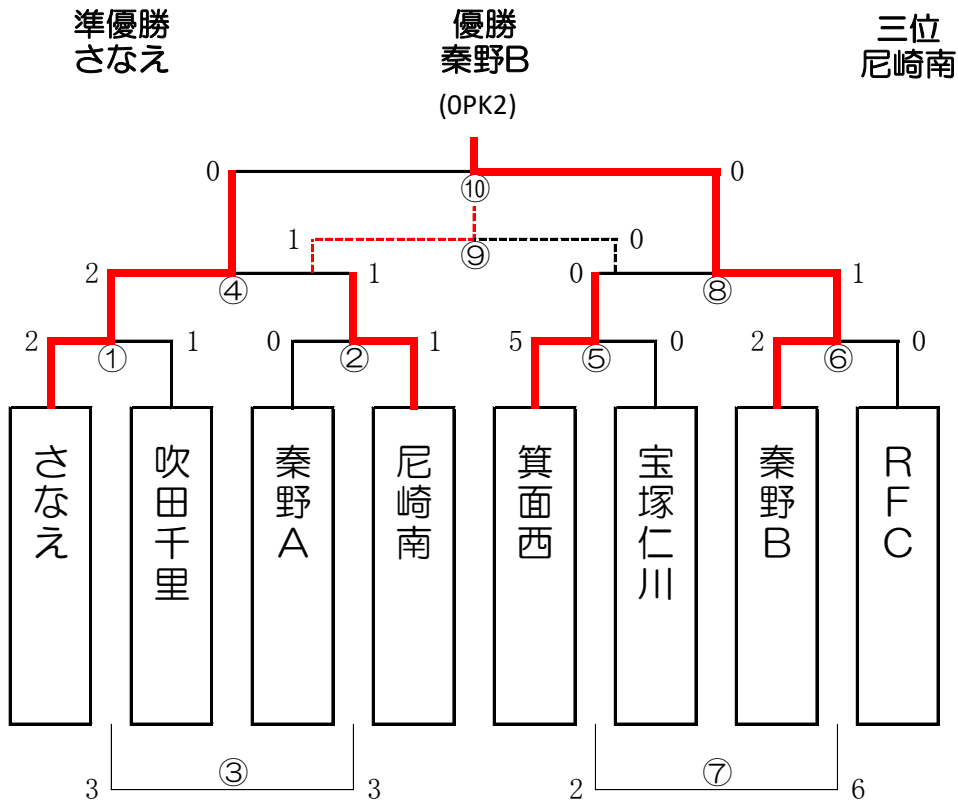 準優勝
さなえ
優勝
秦野B
(0PK2)
三位
尼崎南
0
⑩
0
1
⑨
0
2
④
1
0
⑧
1
2
①
1
0
②
1
5
⑤
0
2
⑥
0
さなえ
吹田千里
秦野A
尼崎南
箕面西
宝塚仁川
秦野B
RFC
3
③
3
2
⑦
6